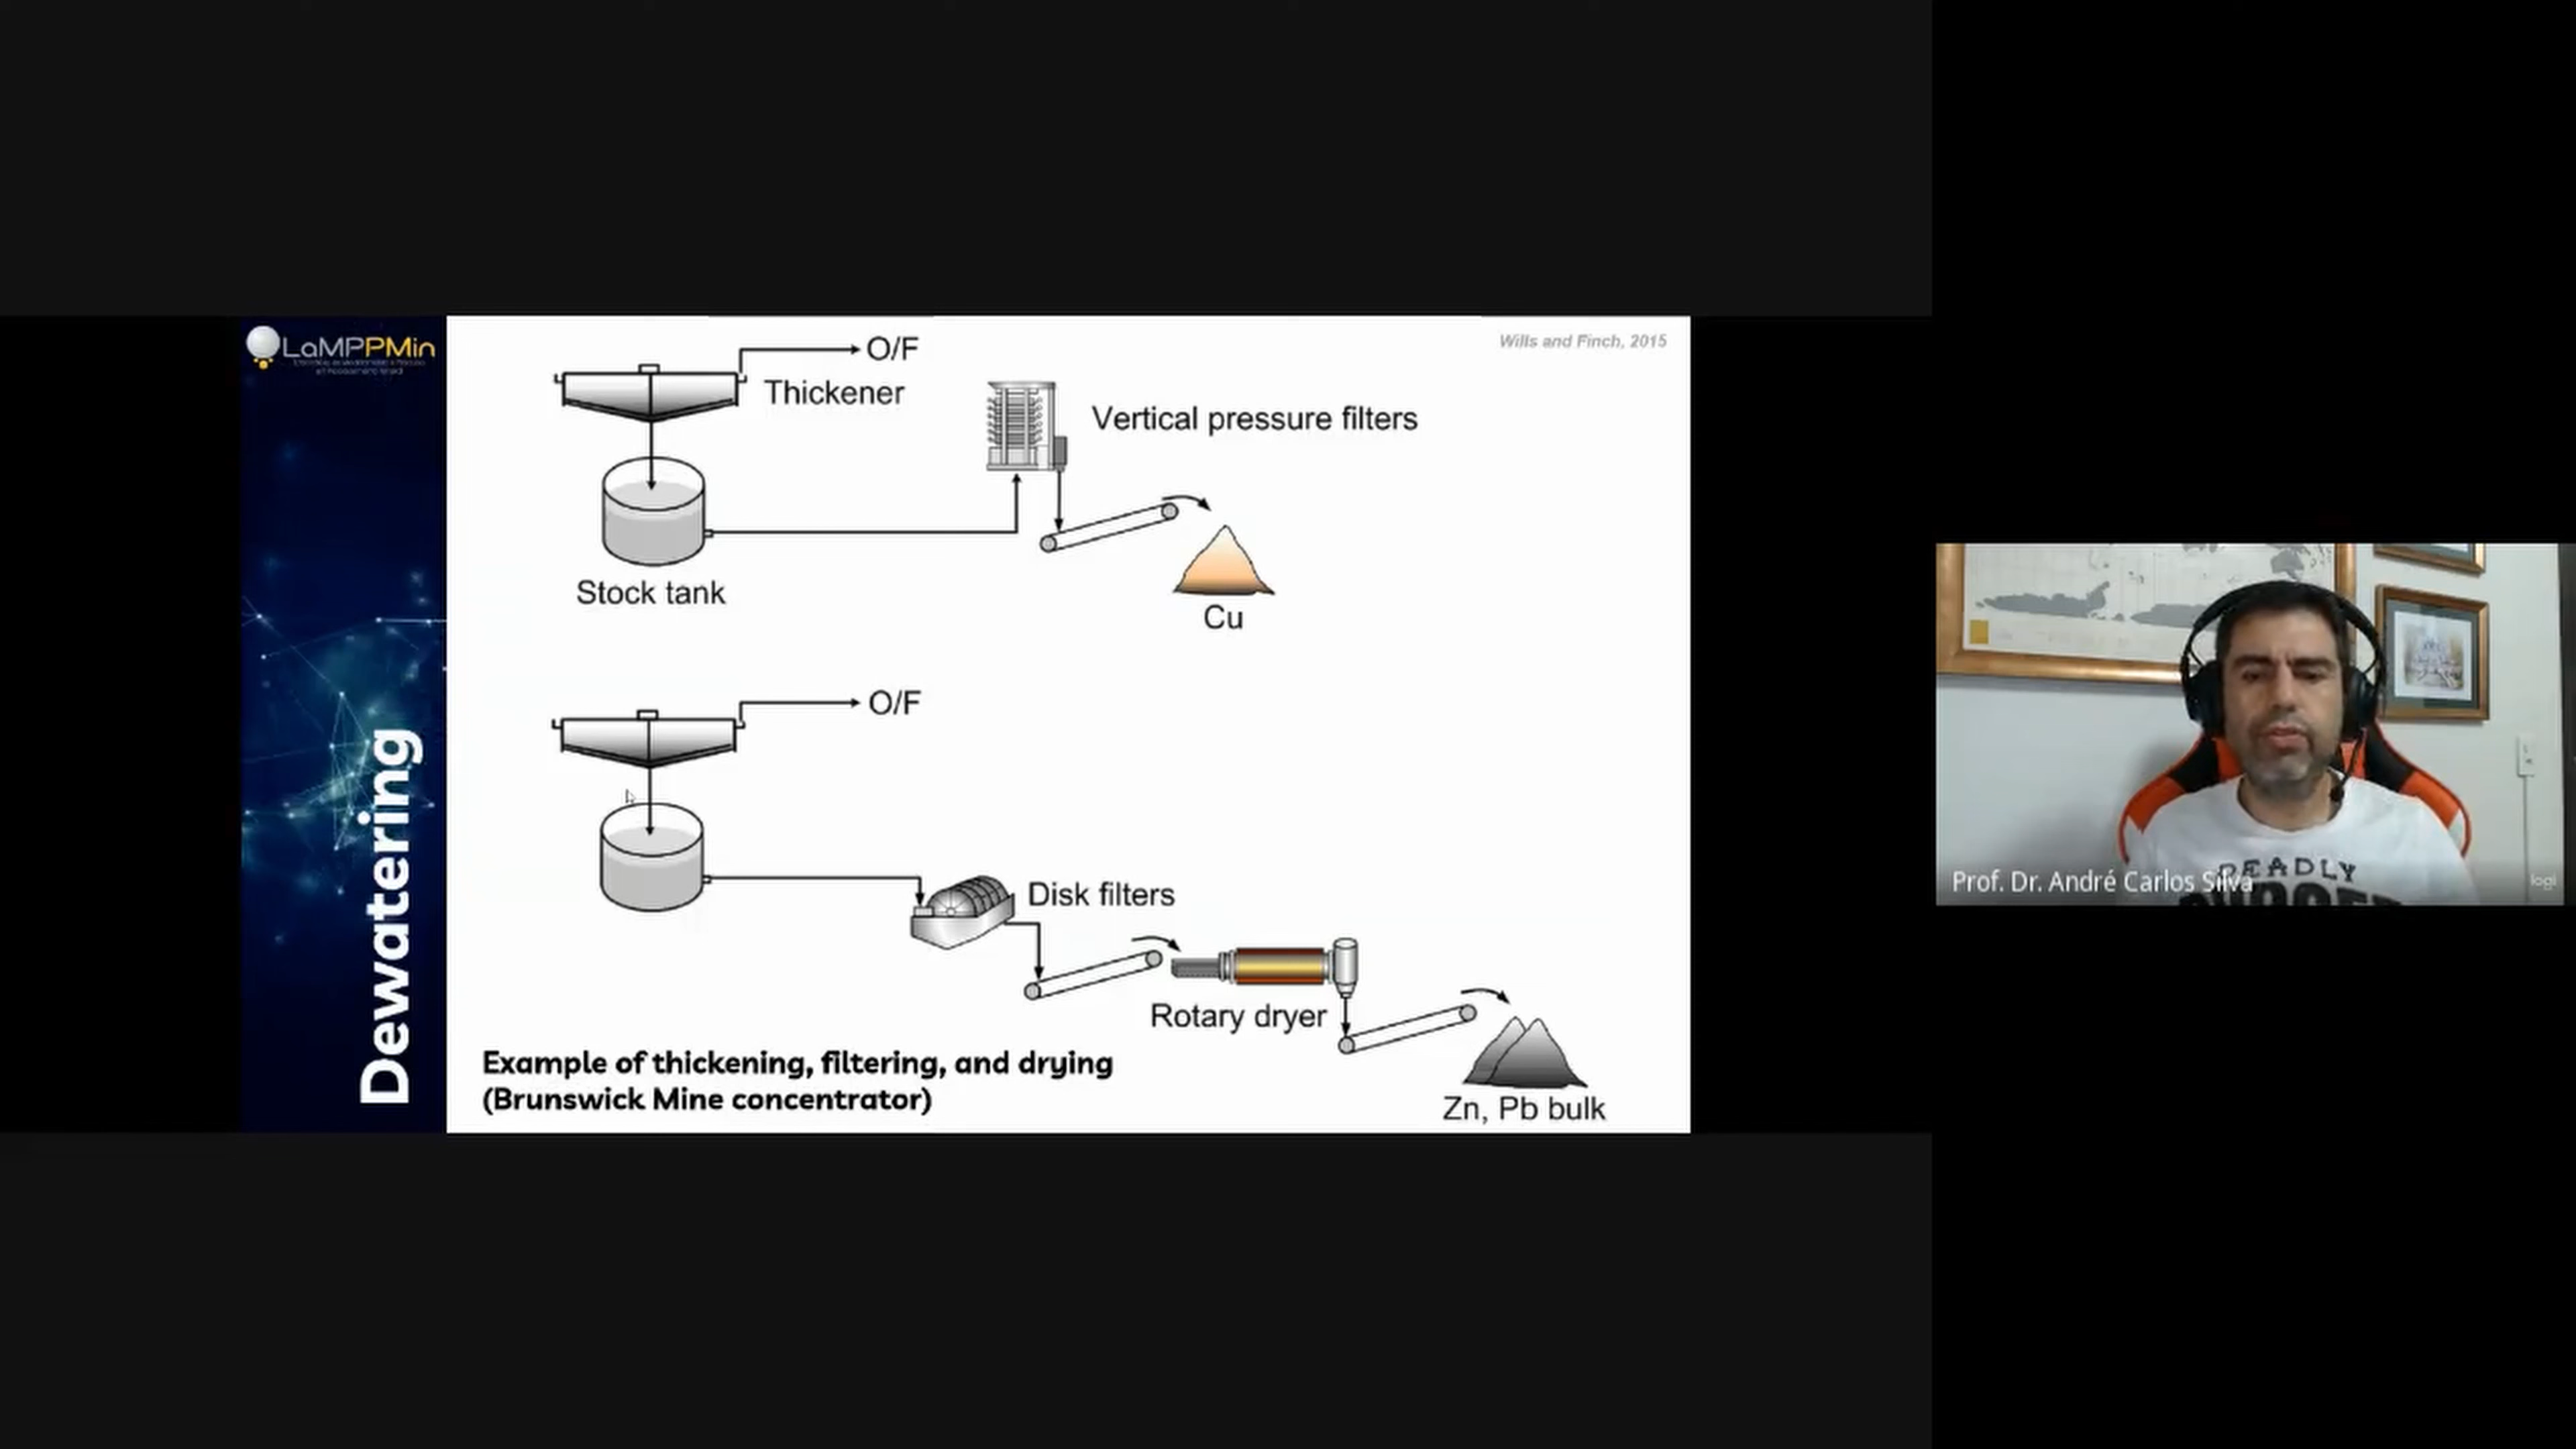 LaMPPMin
Dewatering
Wills and Finch, 2015
O/F
Thickener
Vertical pressure filters
Stock tank
Cu
O/F
Disk filters
Rotary dryer
Zn, Pb bulk
Example of thickening, filtering, and drying
(Brunswick Mine concentrator)
DEADLY
Prof. Dr. André Carlos Silva
logi